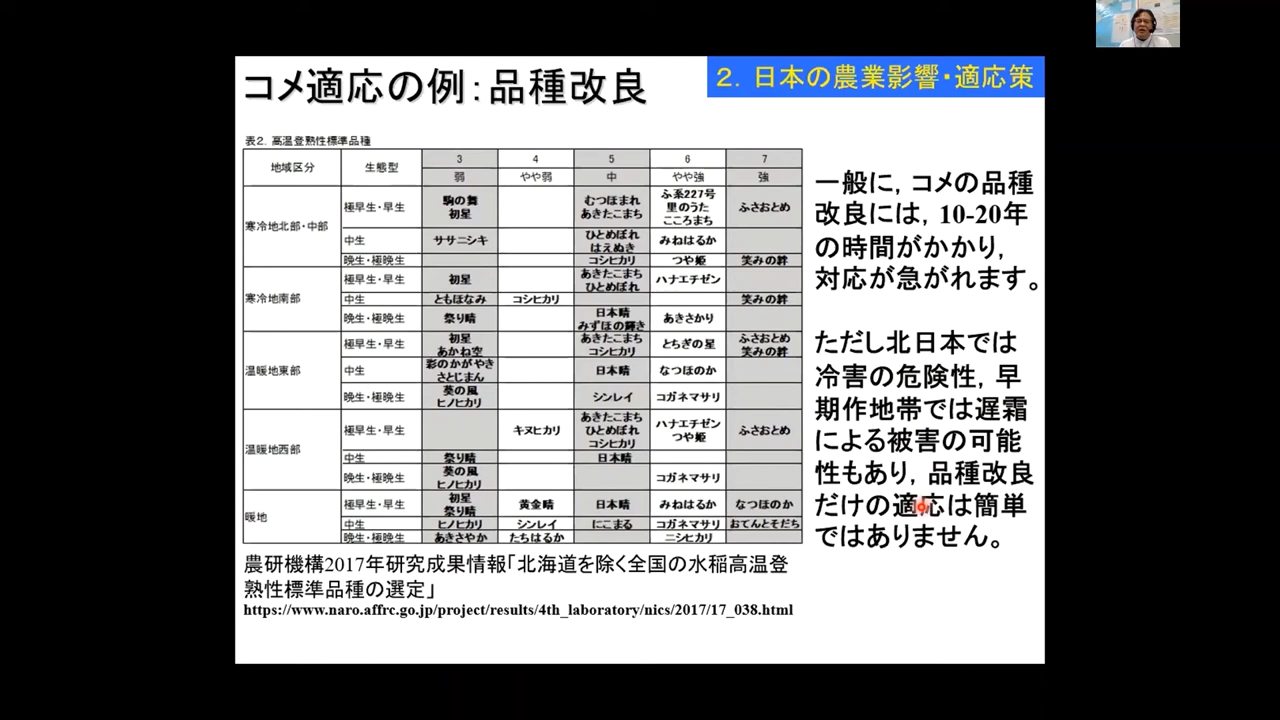 コメ適応の例：品種改良
２．日本の農業影響・適応策
表2．高温登熟性標準品種
地域区分 生態型 3 4 5 6 7
弱 やや弱 中 やや強 強
寒冷地北部・中部
極早生・早生 駒の舞 初星 むつほまれ あきたこまち ふ系227号 里のうた こころまち ふさおとめ
中生 ササニシキ ひとめぼれ はえぬき みねはるか
晩生・極晩生 コシヒカリ つや姫 笑みの絆
寒冷地南部
極早生・早生 初星 あきたこまち ひとめぼれ ハナエチゼン
中生 ともほなみ コシヒカリ 笑みの絆
晩生・極晩生 祭り晴 日本晴 みずほの輝き あきさかり
温暖地東部
極早生・早生 初星 あかね空 あきたこまち コシヒカリ とちぎの星 ふさおとめ 笑みの絆
中生 彩のかがやき さとじまん 日本晴 なつほのか
晩生・極晩生 葵の風 ヒノヒカリ シンレイ コガネマサリ
温暖地西部
極早生・早生 キヌヒカリ あきたこまち ひとめぼれ コシヒカリ ハナエチゼン つや姫 ふさおとめ
中生 祭り晴 日本晴
晩生・極晩生 葵の風 ヒノヒカリ コガネマサリ
暖地
極早生・早生 初星 祭り晴 黄金晴 日本晴 みねはるか なつほのか
中生 ヒノヒカリ シンレイ にこまる コガネマサリ おてんとそだち
晩生・極晩生 あきさやか たちはるか ニシヒカリ
農研機構2017年研究成果情報「北海道を除く全国の水稲高温登
熟性標準品種の選定」
https://www.naro.affrc.go.jp/project/results/4th_laboratory/nics/2017/17_038.html
一般に，コメの品種
改良には，10-20年
の時間がかかり，
対応が急がれます。
ただし北日本では
冷害の危険性，早
期作地帯では遅霜
による被害の可能
性もあり，品種改良
だけの適応は簡単
ではありません。